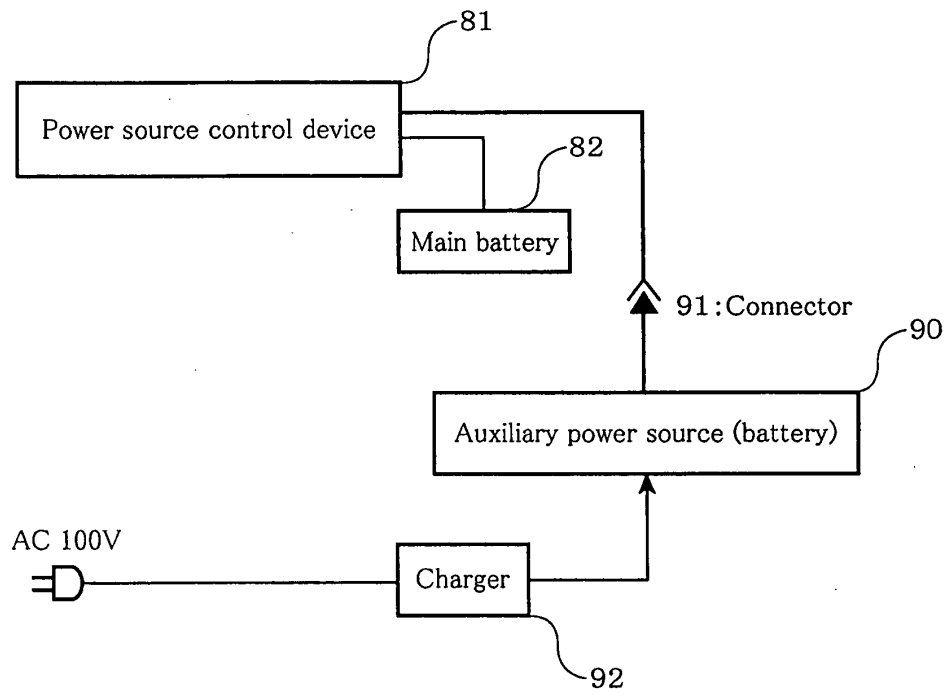 81
Power source control device
82
Main battery
91:Connector
90
Auxiliary power source (battery)
AC 100V
Charger
92